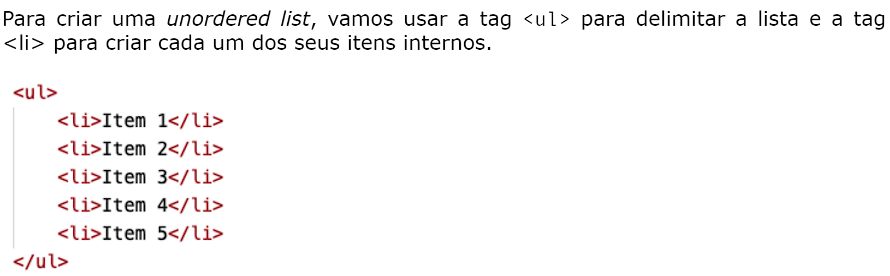 Para criar uma unordered list, vamos usar a tag <ul> para delimitar a lista e a tag
<li> para criar cada um dos seus itens internos.
<ul>
    <li>Item 1</li>
    <li>Item 2</li>
    <li>Item 3</li>
    <li>Item 4</li>
    <li>Item 5</li>
</ul>